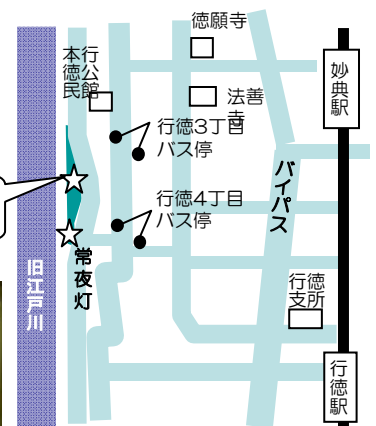 徳願寺
妙典駅
本行
徳公
民館
法善
寺
行徳3丁目
バス停
バイパス
行徳4丁目
バス停
常夜灯
旧江戸川
行徳
支所
行徳駅